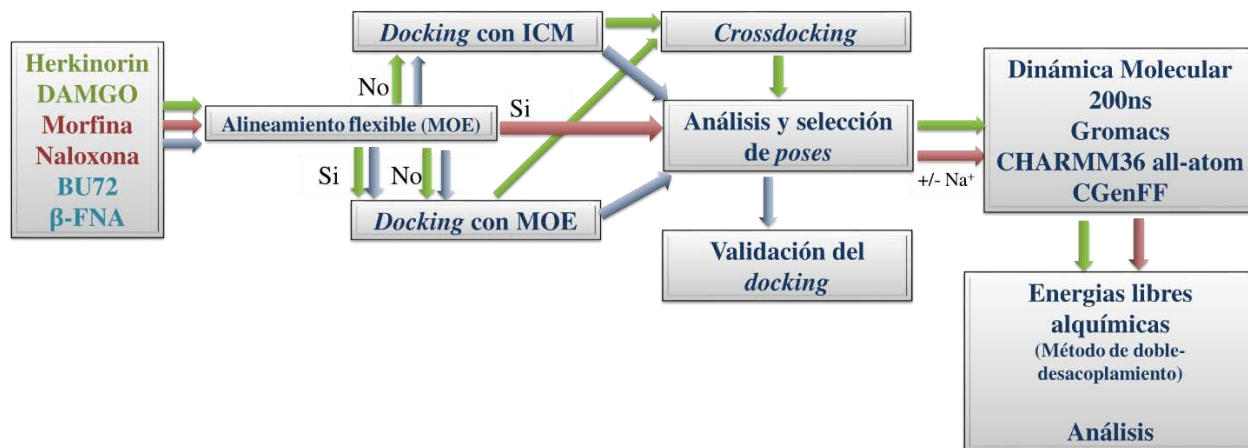 Herkinorin
DAMGO
Morfina
Naloxona
BU72
β-FNA
Alineamiento flexible (MOE)
No
Docking con ICM
Si
No
Docking con MOE
Si
Crossdocking
Análisis y selección
de poses
Validación del
docking
+/- Na⁺
Dinámica Molecular
200ns
Gromacs
CHARMM36 all-atom
CGenFF
Energias libres
alquímicas
(Método de doble-
desacoplamiento)
Análisis